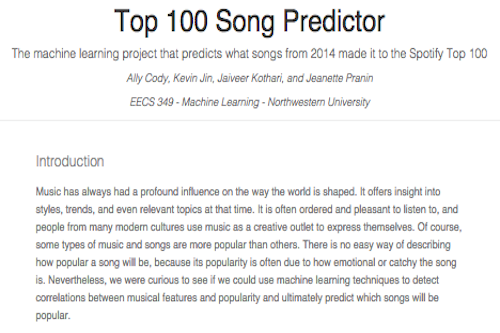 Top 100 Song Predictor
The machine learning project that predicts what songs from 2014 made it to the Spotify Top 100
Ally Cody, Kevin Jin, Jaiveer Kothari, and Jeanette Pranin
EECS 349 - Machine Learning - Northwestern University
Introduction
Music has always had a profound influence on the way the world is shaped. It offers insight into
styles, trends, and even relevant topics at that time. It is often ordered and pleasant to listen to, and
people from many modern cultures use music as a creative outlet to express themselves. Of course,
some types of music and songs are more popular than others. There is no easy way of describing
how popular a song will be, because its popularity is often due to how emotional or catchy the song
is. Nevertheless, we were curious to see if we could use machine learning techniques to detect
correlations between musical features and popularity and ultimately predict which songs will be
popular.